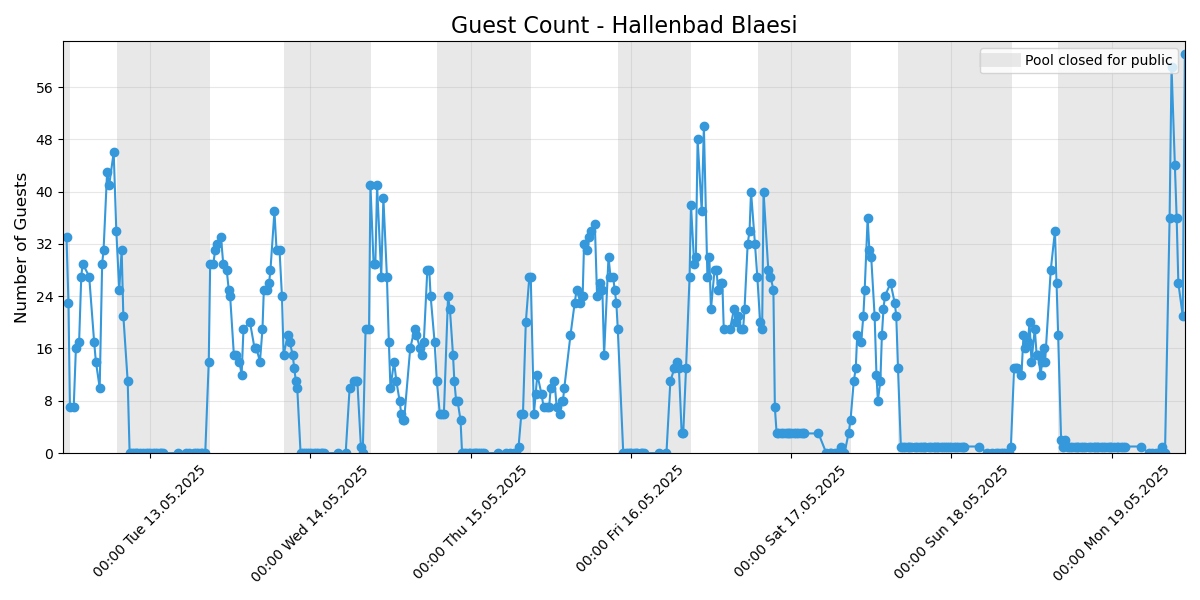 Guest Count - Hallenbad Blaesi
Pool closed for public
Number of Guests
56
48
40
32
24
16
8
0
00:00 Tue 13.05.2025
00:00 Wed 14.05.2025
00:00 Thu 15.05.2025
00:00 Fri 16.05.2025
00:00 Sat 17.05.2025
00:00 Sun 18.05.2025
00:00 Mon 19.05.2025